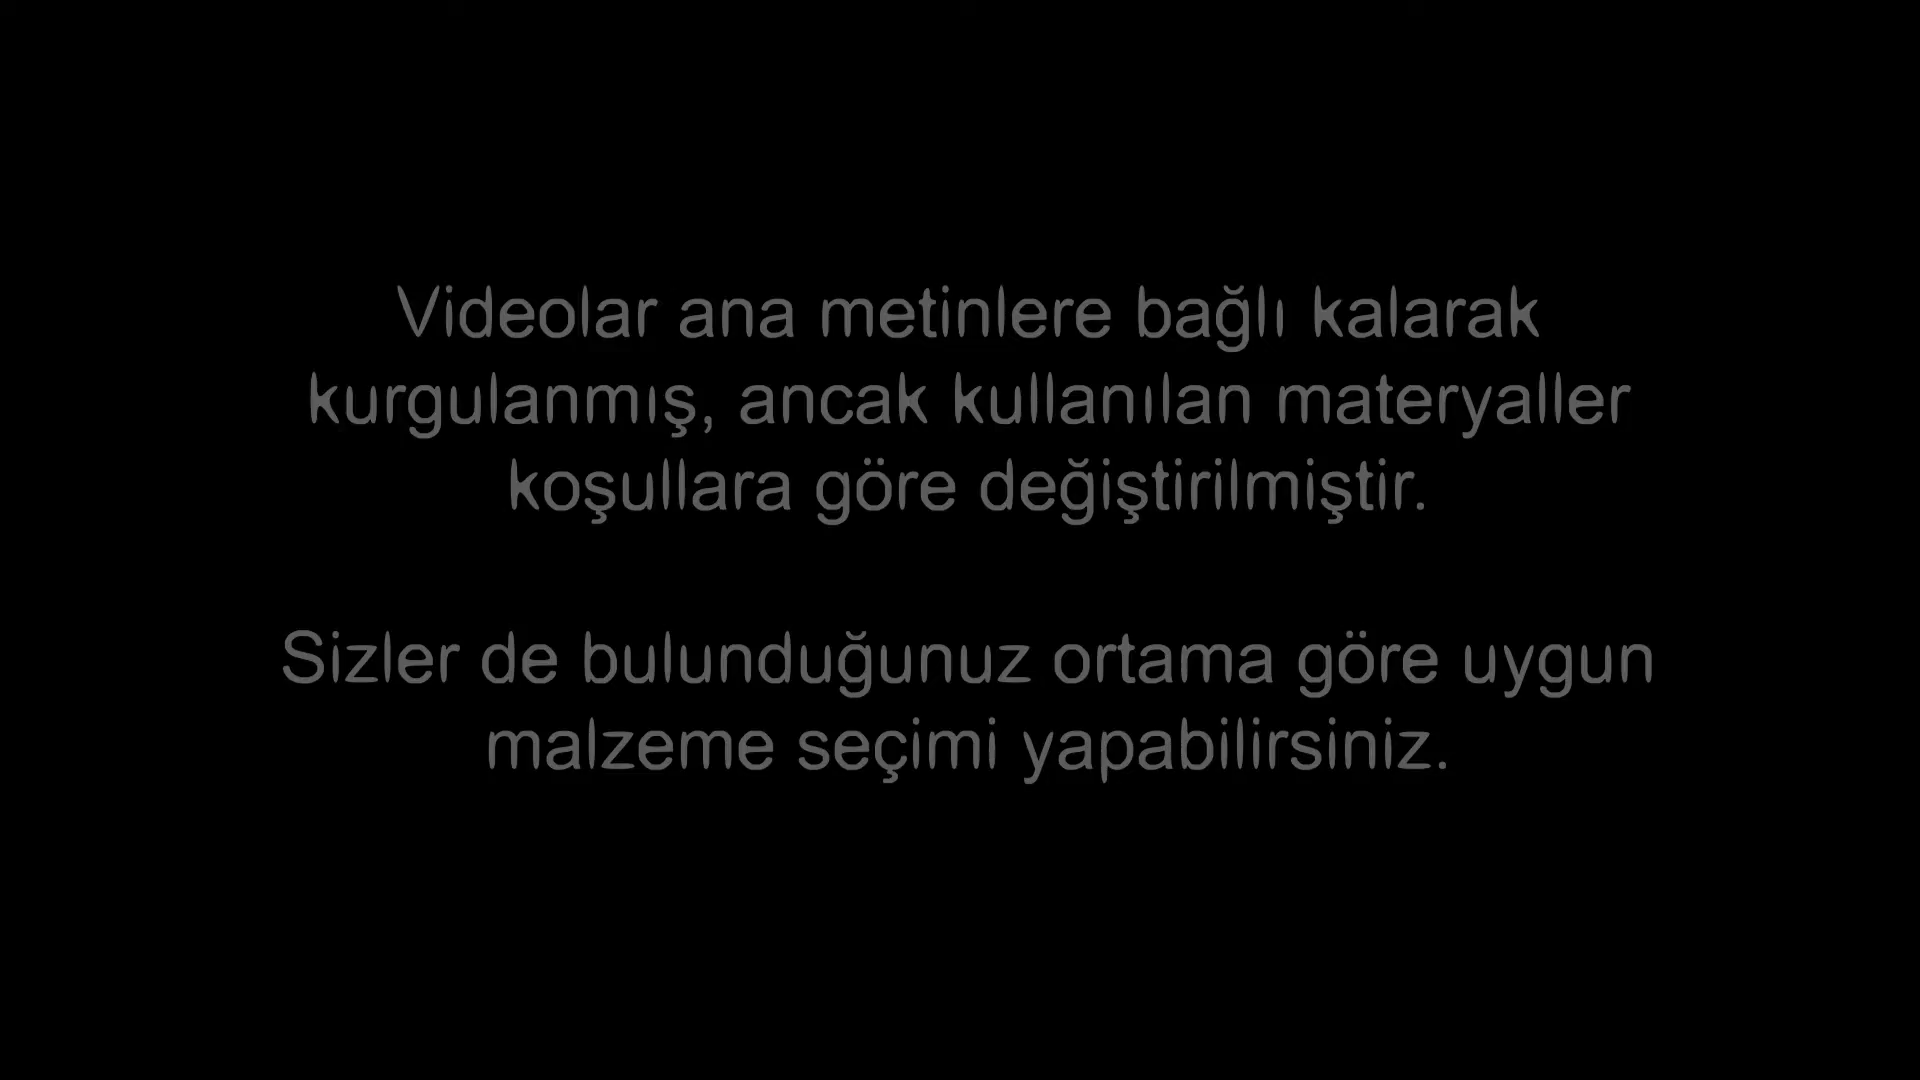 Videolar ana metinlere bağlı kalarak
kurgulanmış, ancak kullanılan materyaller
koşullara göre değiştirilmiştir.
Sizler de bulunduğunuz ortama göre uygun
malzeme seçimi yapabilirsiniz.